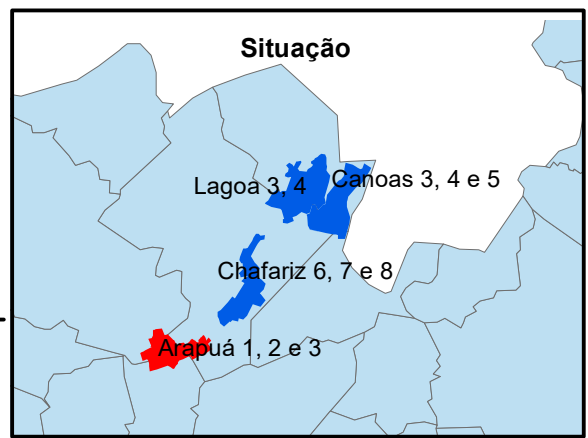 Situação
Lagoa 3, 4
Canoas 3, 4 e 5
Chafariz 6, 7 e 8
Arapuá 1, 2 e 3